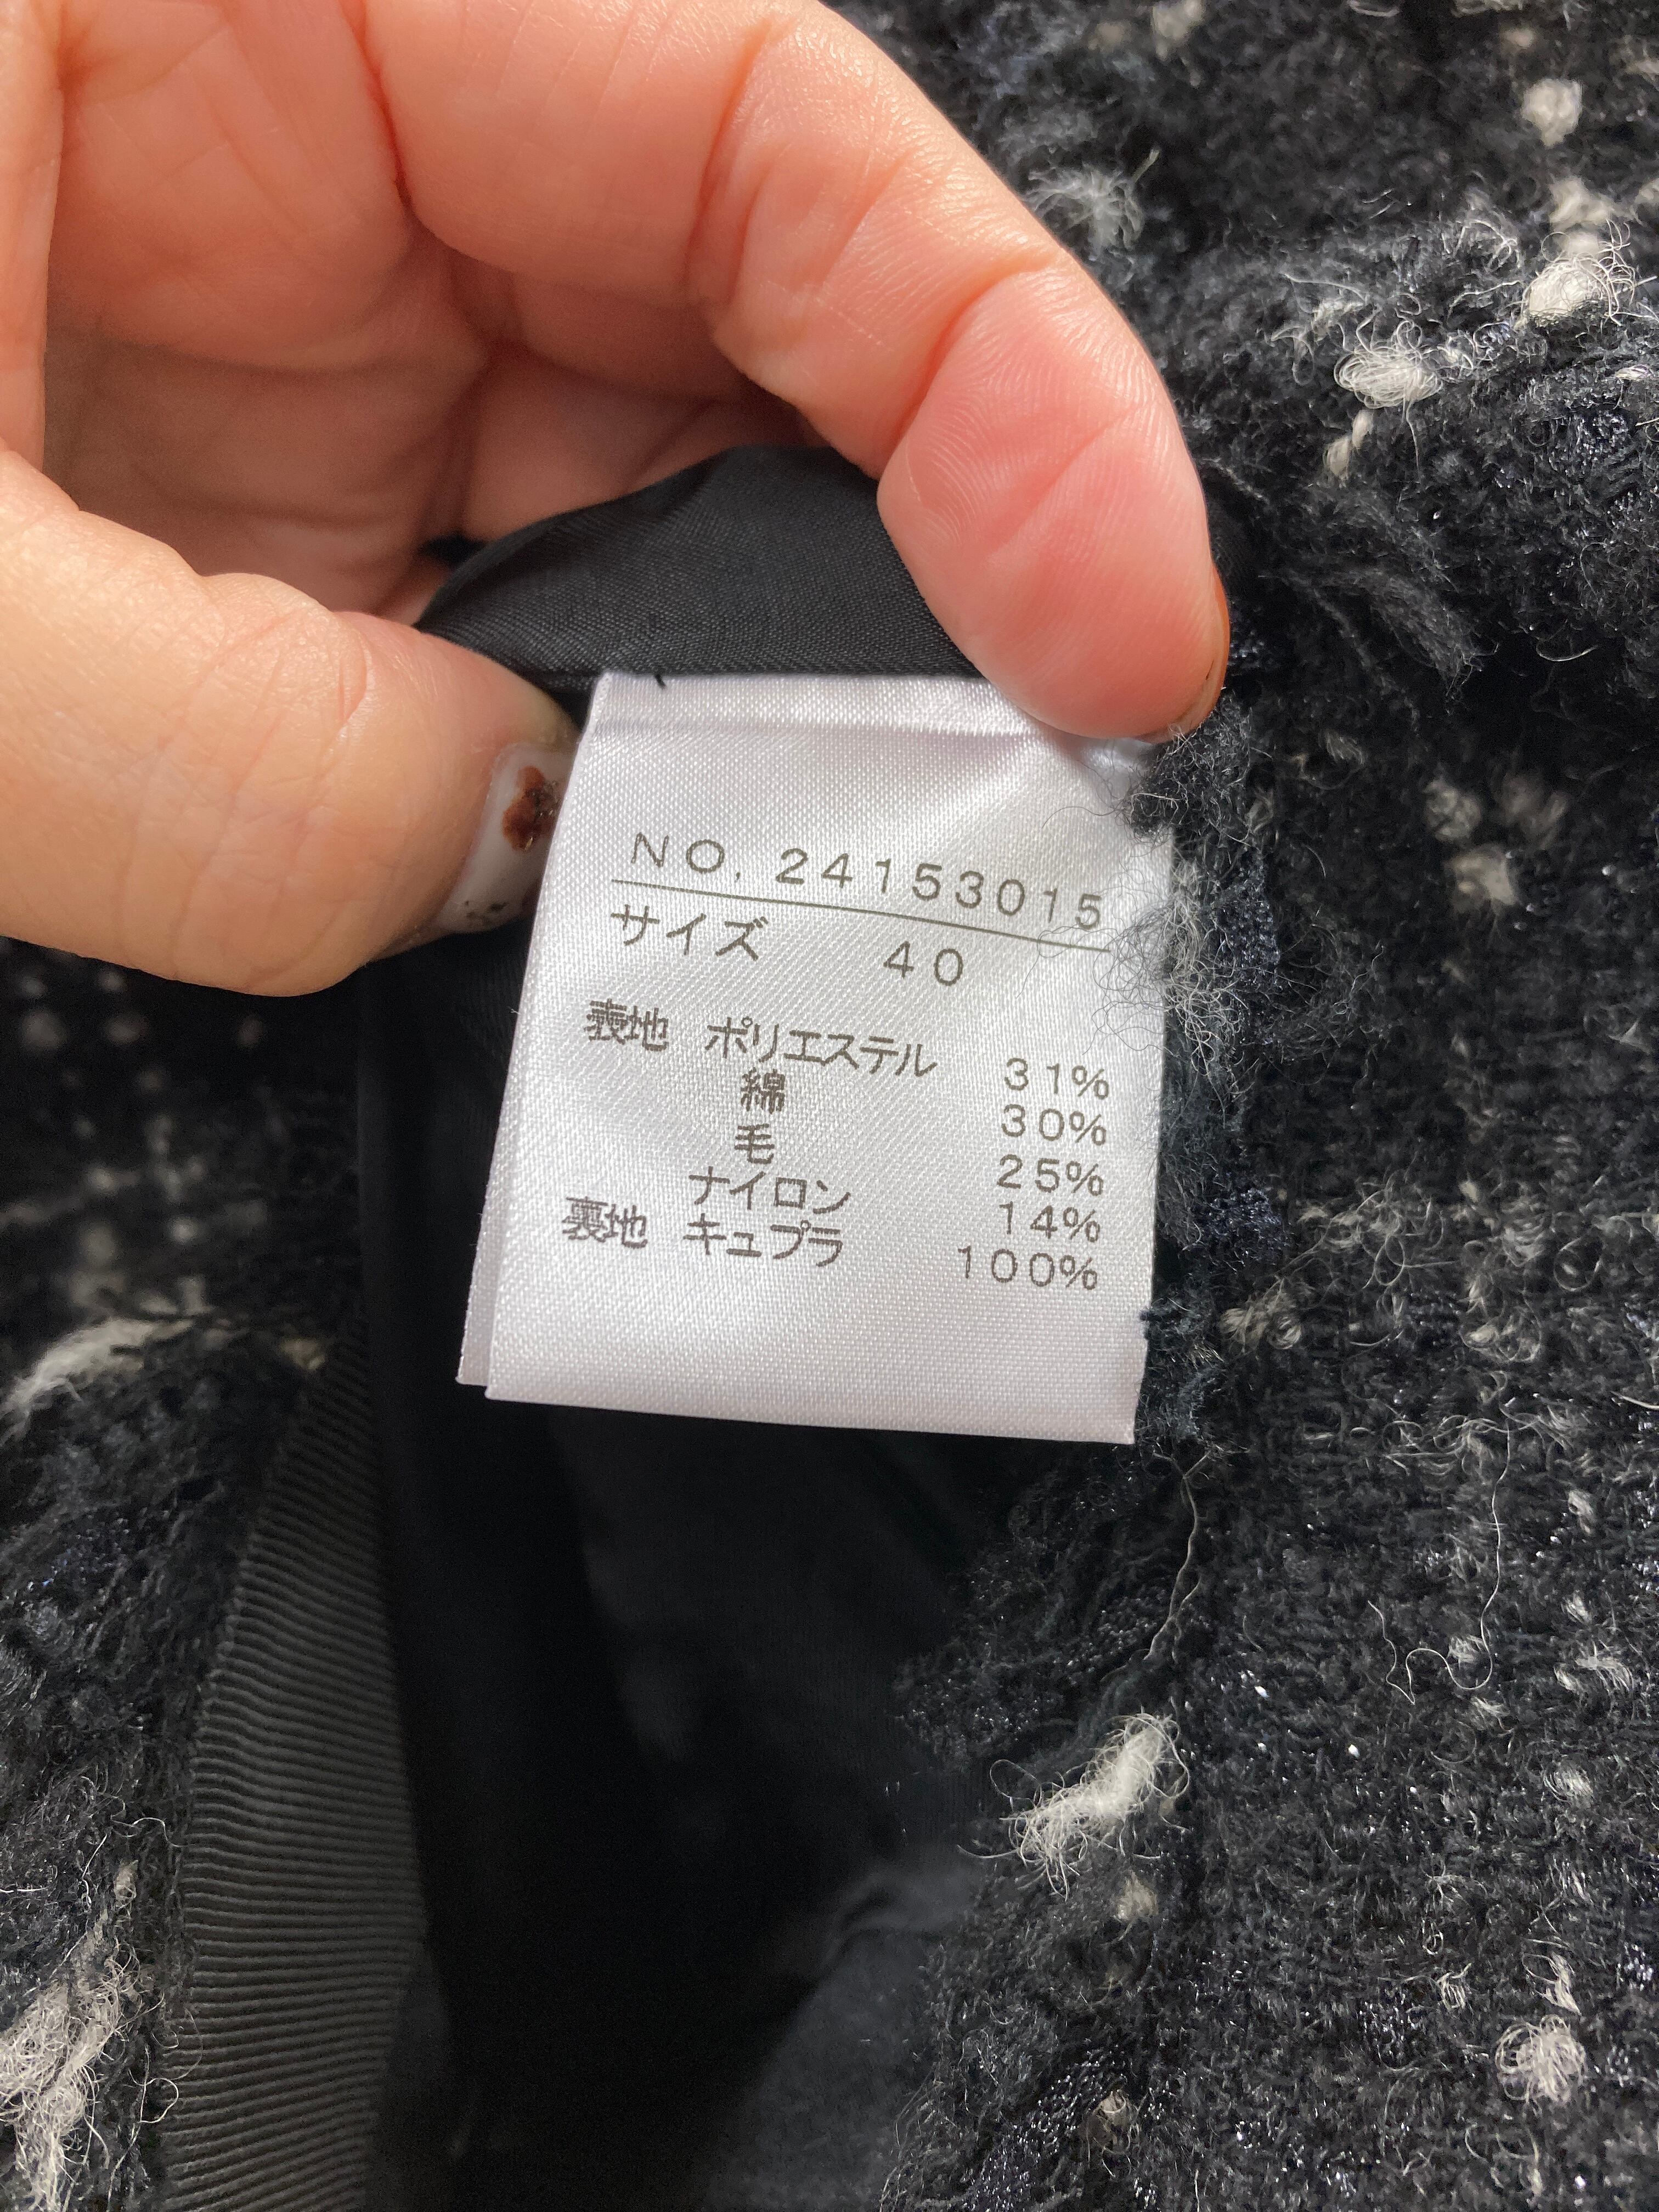 NO. 24153015
サイズ 40
表地 ポリエステル 31%
綿 30%
毛 25%
ナイロン 14%
裏地 キュプラ 100%